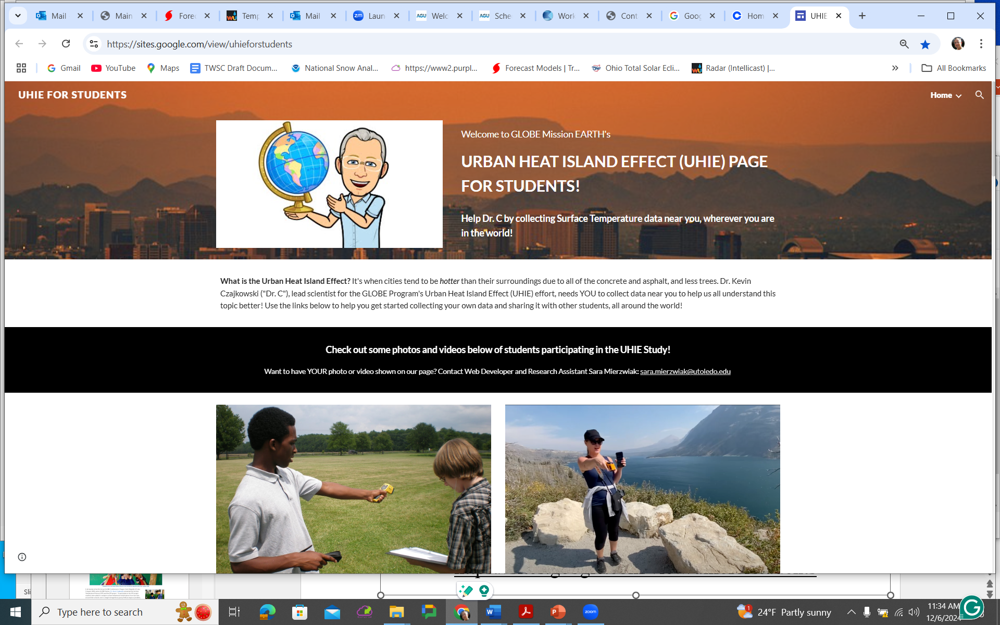 Mail
Main
Forec
Temp
Mail
Laun
Welc
Sche
Work
Cont
Goog
Hom
UHIE
https://sites.google.com/view/uhieforstudents
Gmail
YouTube
Maps
TWSC Draft Docum...
National Snow Anal...
https://www2.purpl...
Forecast Models | Tr...
Ohio Total Solar Ecli...
Radar (Intellicast) |...
All Bookmarks
UHIE FOR STUDENTS
Home
Welcome to GLOBE Mission EARTH's
URBAN HEAT ISLAND EFFECT (UHIE) PAGE
FOR STUDENTS!
Help Dr. C by collecting Surface Temperature data near you, wherever you are
in the world!
What is the Urban Heat Island Effect? It's when cities tend to be hotter than their surroundings due to all of the concrete and asphalt, and less trees. Dr. Kevin
Czajkowski ("Dr. C"), lead scientist for the GLOBE Program's Urban Heat Island Effect (UHIE) effort, needs YOU to collect data near you to help us all understand this
topic better! Use the links below to help you get started collecting your own data and sharing it with other students, all around the world!
Check out some photos and videos below of students participating in the UHIE Study!
Want to have YOUR photo or video shown on our page? Contact Web Developer and Research Assistant Sara Mierzwiak: sara.mierzwiak@utoledo.edu
Sli
Type here to search
24°F Partly sunny
11:34 AM
12/6/2024